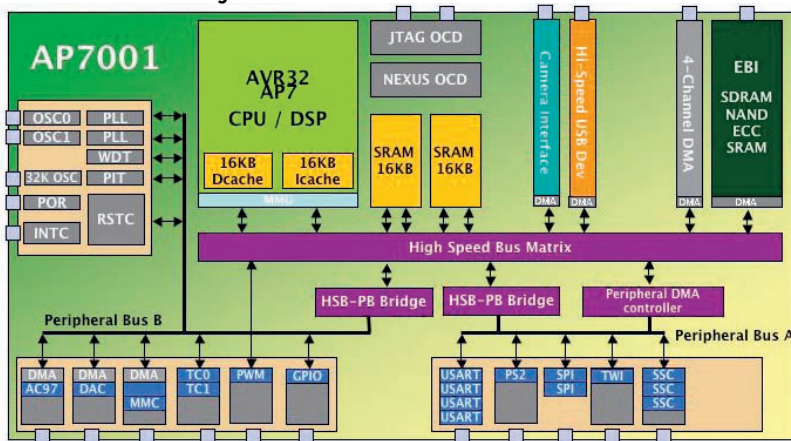 AP7001
AVR32
AP7
CPU / DSP
16KB
Dcache
16KB
Icache
JTAG OCD
NEXUS OCD
SRAM
16KB
SRAM
16KB
Camera Interface
DMA
Hi-Speed USB Dev
DMA
4-Channel DMA
DMA
EBI
SDRAM
NAND
ECC
SRAM
DMA
OSC0
PLL
OSC1
PLL
WDT
32K OSC
PIT
POR
RSTC
INTC
High Speed Bus Matrix
HSB-PB Bridge
HSB-PB Bridge
Peripheral DMA
controller
Peripheral Bus B
Peripheral Bus A
DMA
AC97
DMA
DAC
DMA
MMC
TC0
TC1
PWM
GPIO
USART
USART
USART
USART
PS2
SPI
SPI
TWI
SSC
SSC
SSC